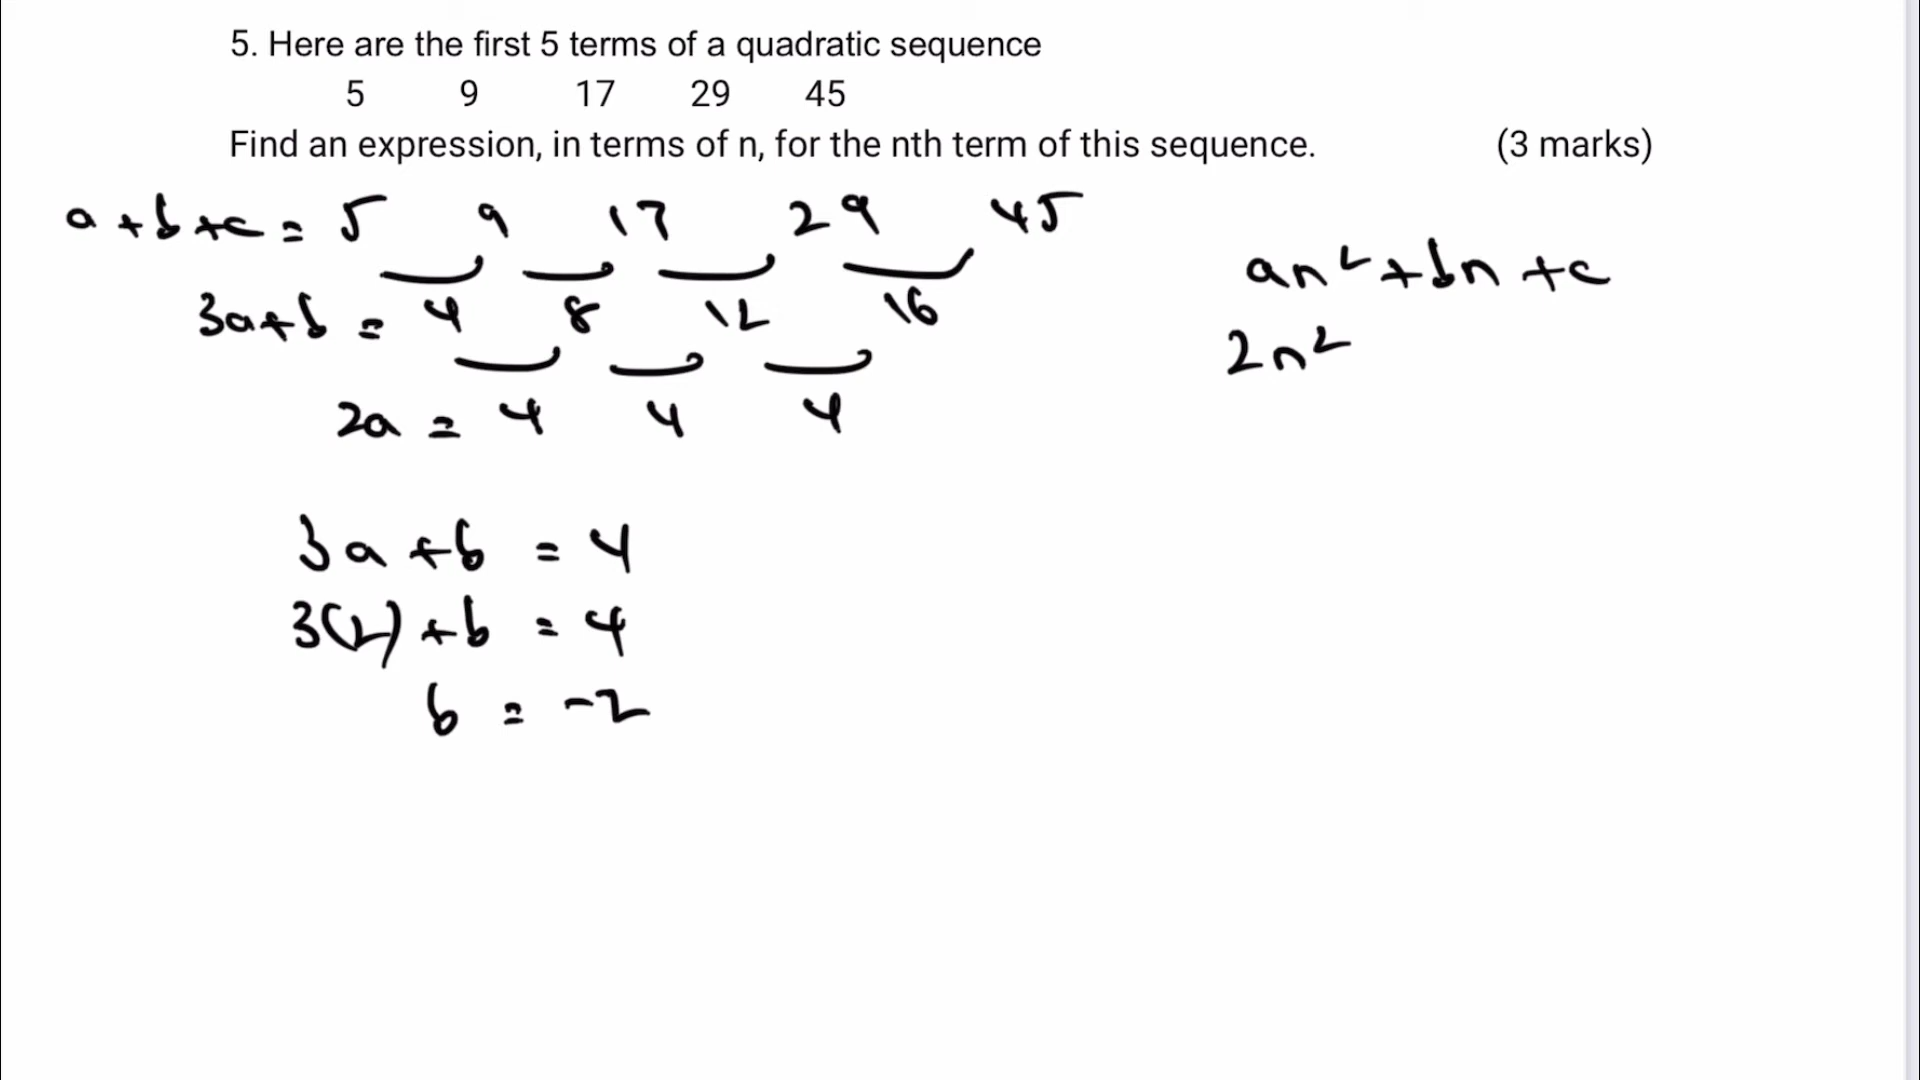 5. Here are the first 5 terms of a quadratic sequence
5 9 17 29 45
Find an expression, in terms of n, for the nth term of this sequence. (3 marks)
a + b + c = 5 9 17 29 45
an² + bn + c
3a + b = 4 8 12 16
2n²
2a = 4 4 4
3a + b = 4
3(2) + b = 4
b = -2